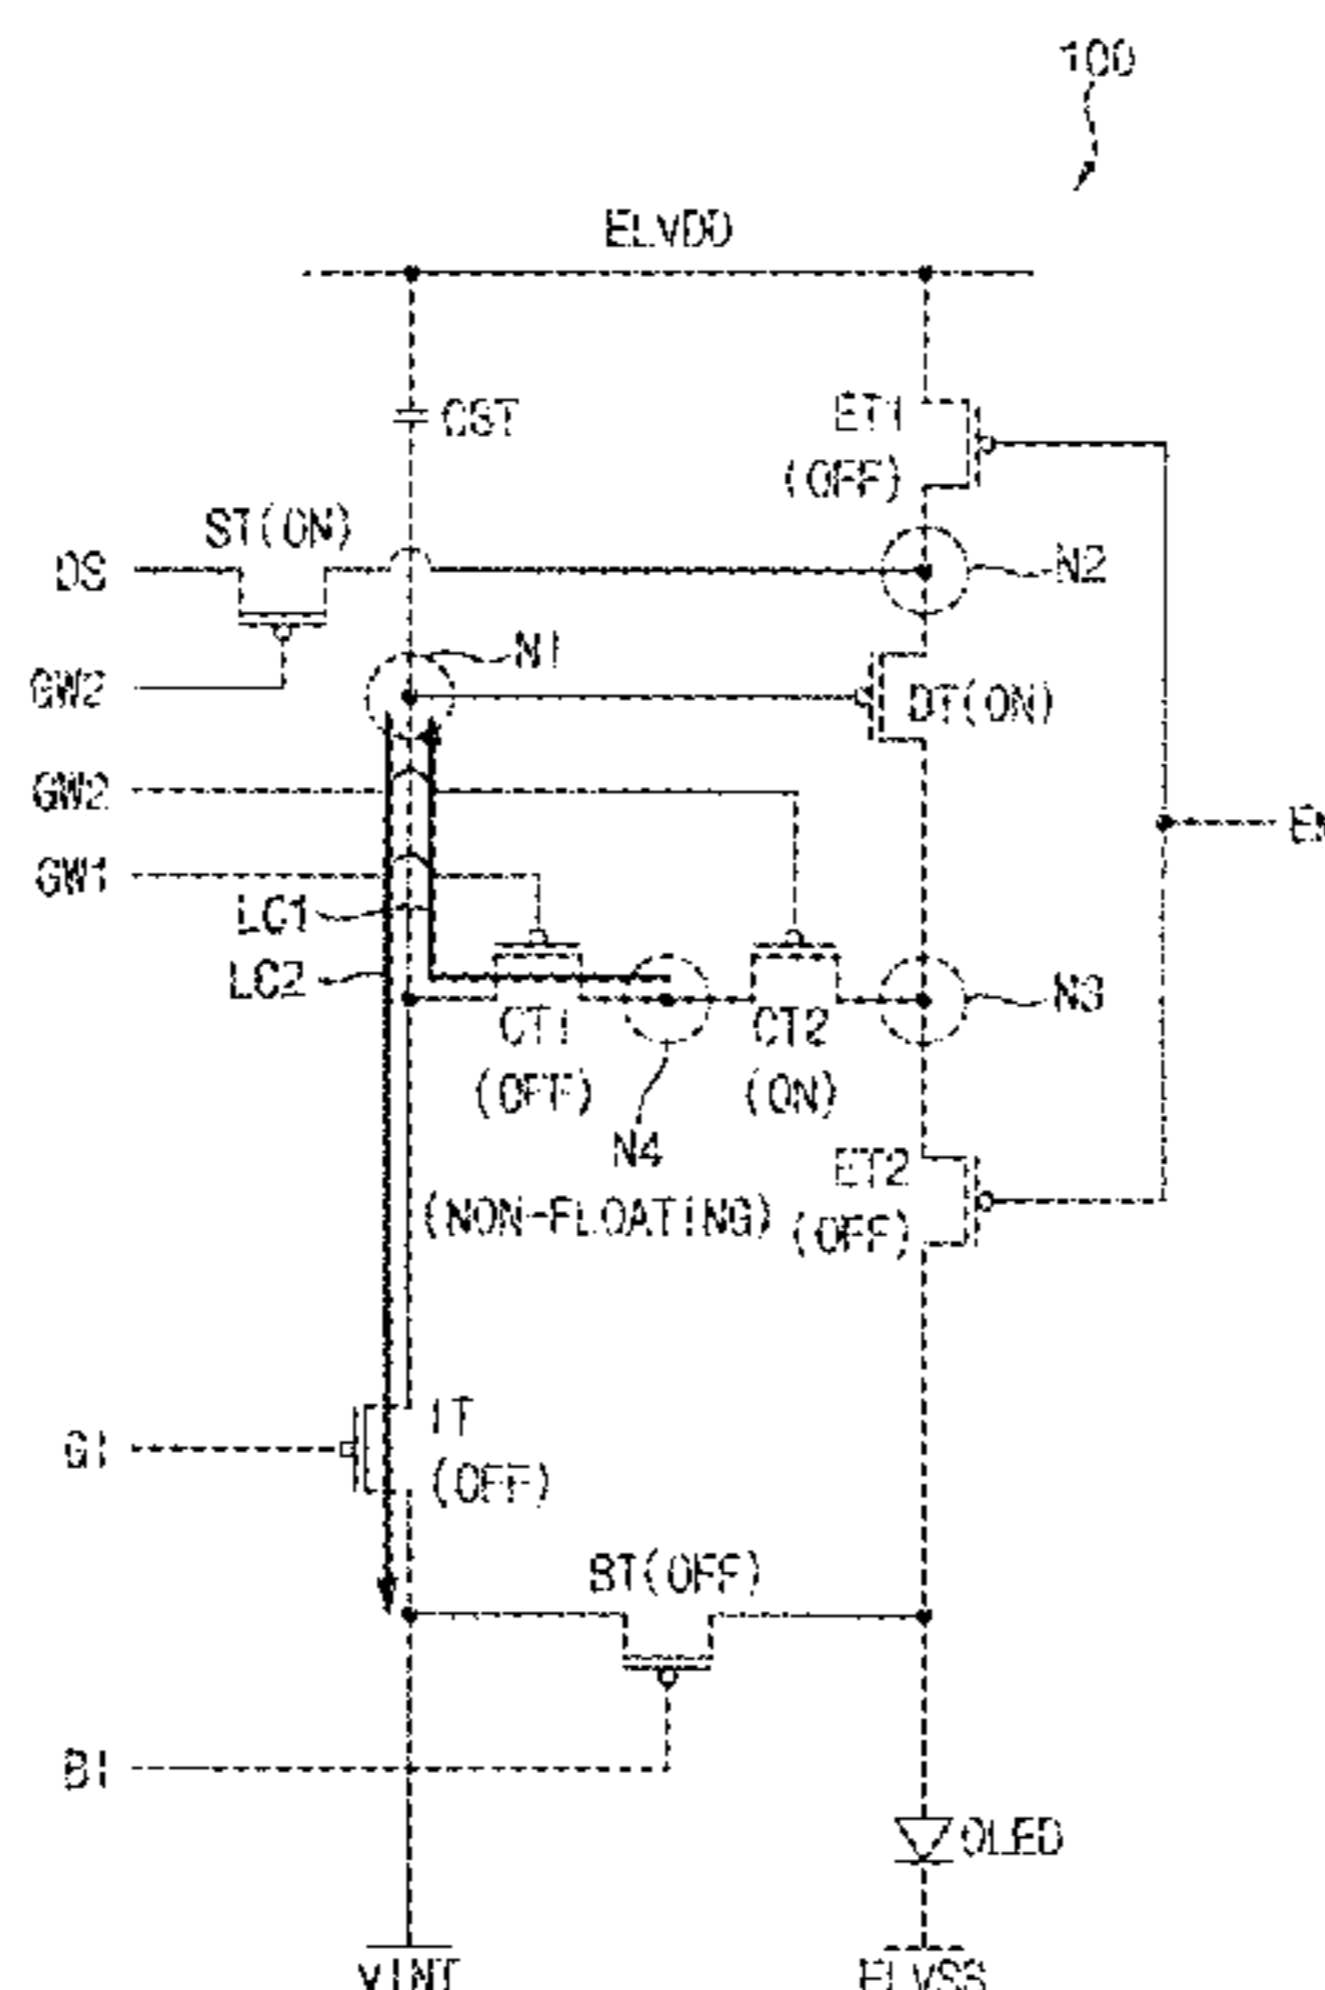 100
ELVDD
CST
ET1
(OFF)
ST(ON)
DS
N2
N1
GW2
DT(ON)
GW2
EM
GW1
LC1
LC2
N3
CT1
(OFF)
CT2
(ON)
N4
(NON-FLOATING)
ET2
(OFF)
IT
(OFF)
GI
BT(OFF)
BI
OLED
VINT
ELVSS